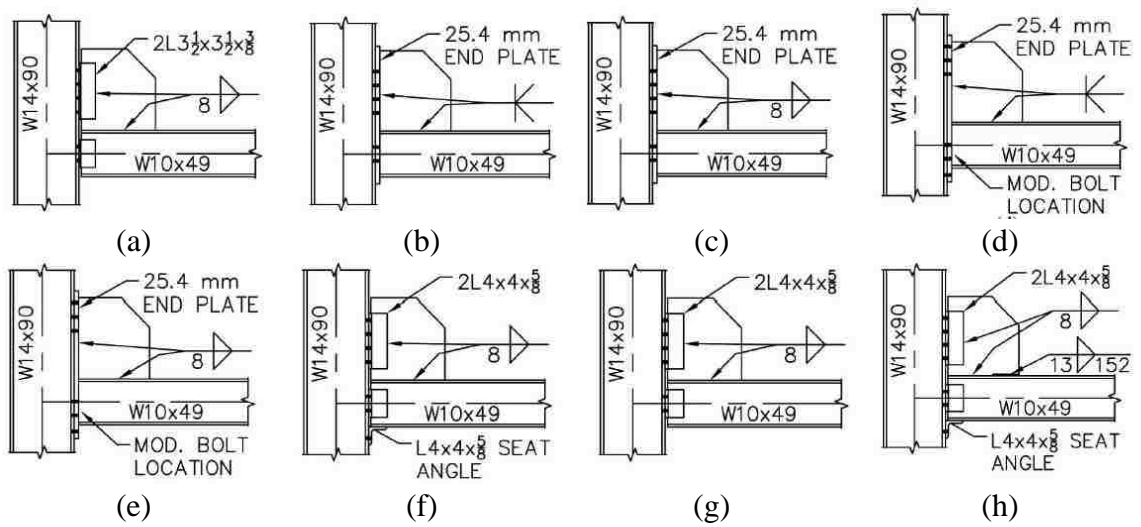 W14x90
2L3½x3½x⅜
8
W10x49
(a)
W14x90
25.4 mm
END PLATE
W10x49
(b)
W14x90
25.4 mm
END PLATE
8
W10x49
(c)
W14x90
25.4 mm
END PLATE
W10x49
MOD. BOLT
LOCATION
(d)
W14x90
25.4 mm
END PLATE
8
W10x49
MOD. BOLT
LOCATION
(e)
W14x90
2L4x4x⅝
8
W10x49
L4x4x⅝ SEAT
ANGLE
(f)
W14x90
2L4x4x⅝
8
W10x49
(g)
W14x90
2L4x4x⅝
8
13 152
W10x49
L4x4x⅝ SEAT
ANGLE
(h)